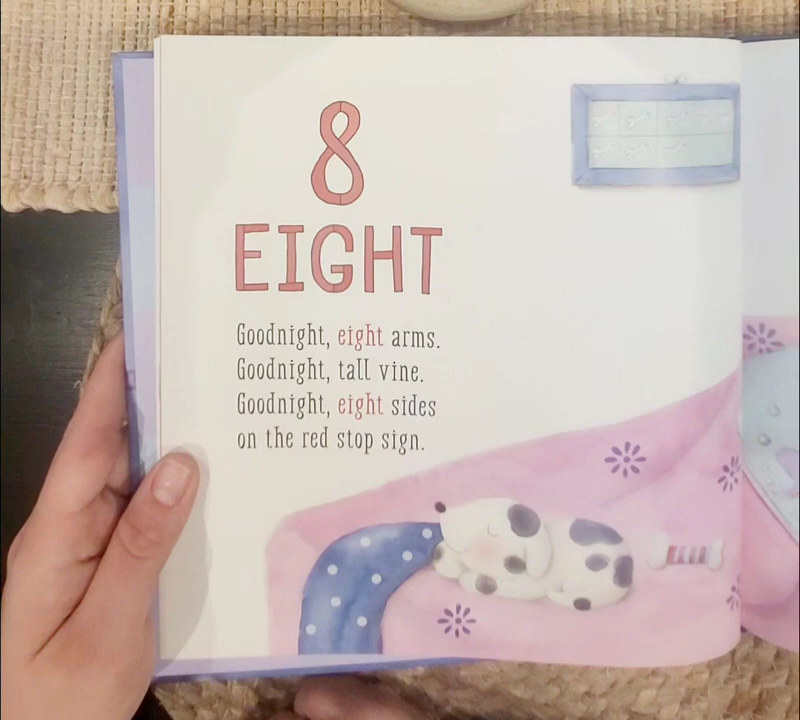 8
EIGHT
Goodnight, eight arms.
Goodnight, tall vine.
Goodnight, eight sides
on the red stop sign.